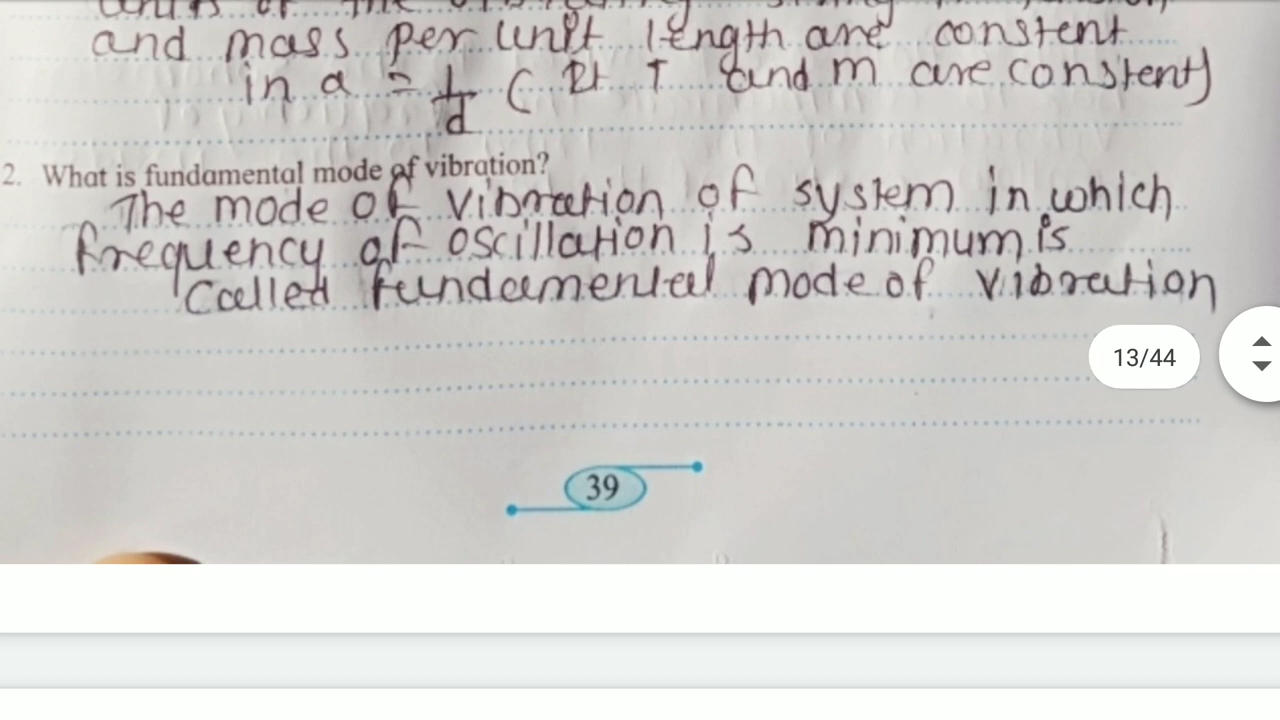 and mass per unit length are constent
in a = 1/d ( If T and m are constent)
2. What is fundamental mode of vibration?
The mode of vibration of system in which
frequency of oscillation is minimum is
Called fundamental mode of vibration
13/44
39